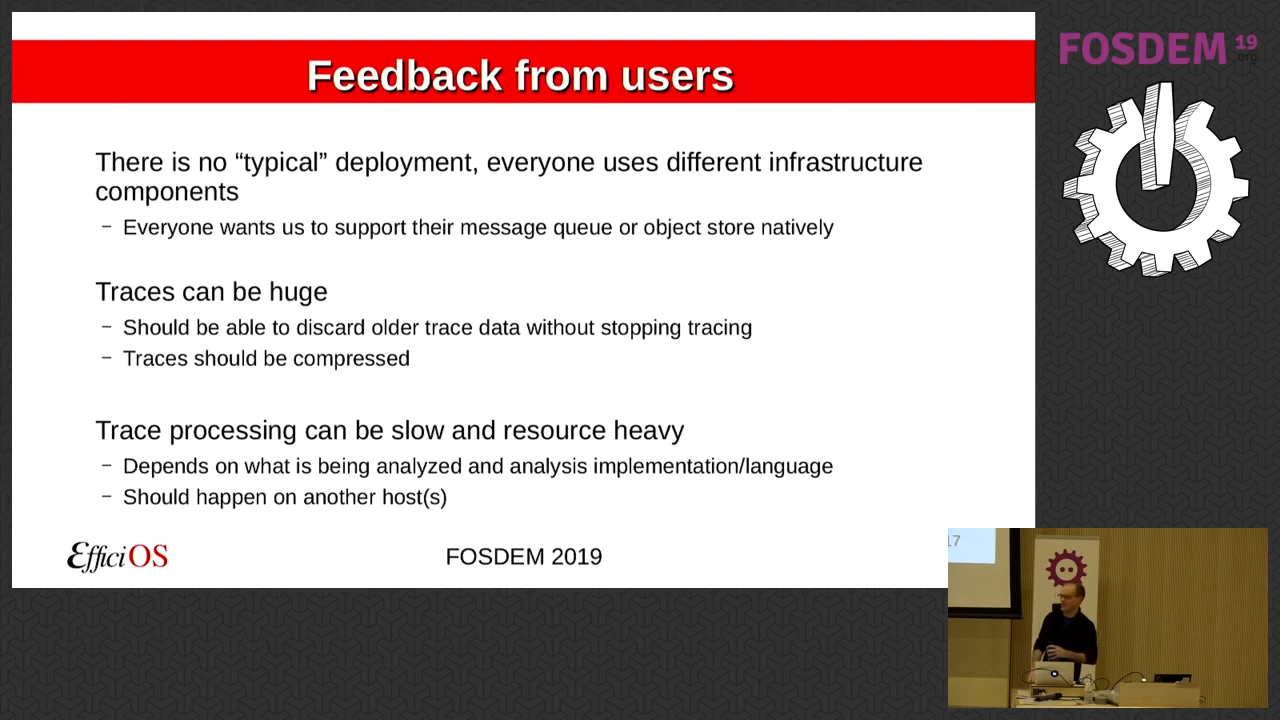 Feedback from users
FOSDEM 19
.org
There is no “typical” deployment, everyone uses different infrastructure
components
– Everyone wants us to support their message queue or object store natively
Traces can be huge
– Should be able to discard older trace data without stopping tracing
– Traces should be compressed
Trace processing can be slow and resource heavy
– Depends on what is being analyzed and analysis implementation/language
– Should happen on another host(s)
EfficiOS
FOSDEM 2019
17